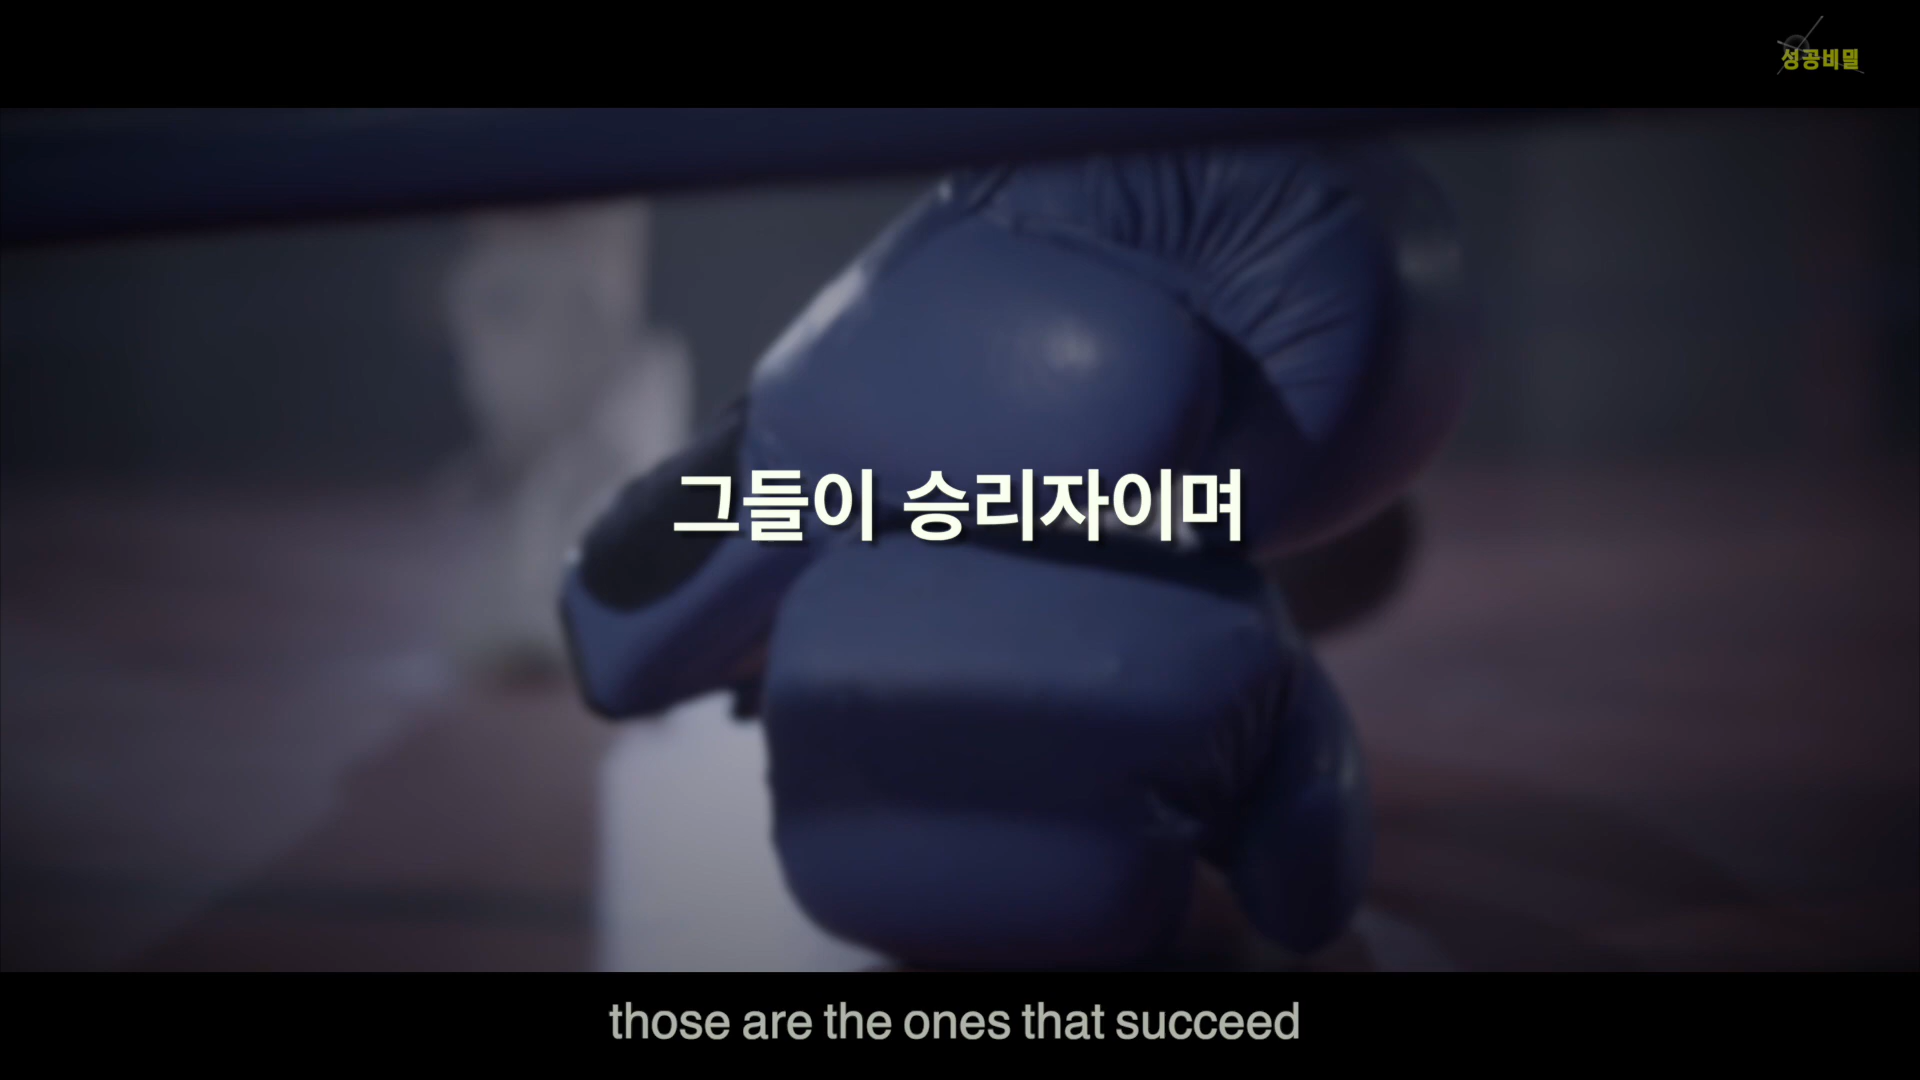 성공비밀
그들이 승리자이며
those are the ones that succeed